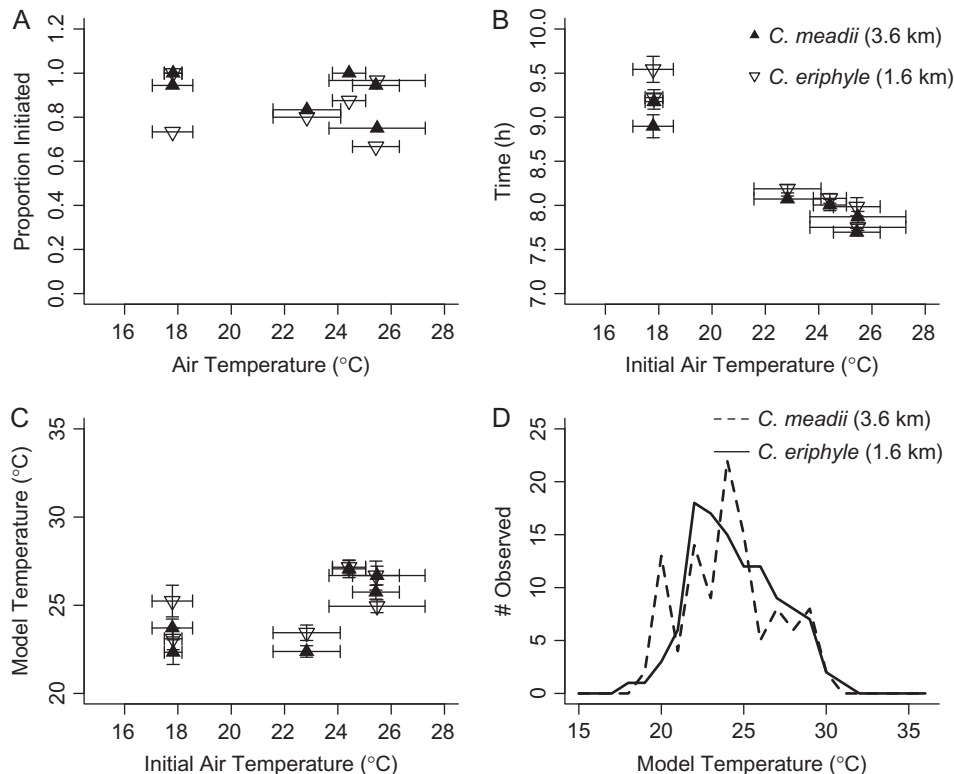 A
Proportion Initiated
0.0 0.2 0.4 0.6 0.8 1.0 1.2
16 18 20 22 24 26 28
Air Temperature (°C)
B
▲ C. meadii (3.6 km)
▽ C. eriphyle (1.6 km)
Time (h)
7.0 7.5 8.0 8.5 9.0 9.5 10.0
16 18 20 22 24 26 28
Initial Air Temperature (°C)
C
Model Temperature (°C)
20 25 30 35
16 18 20 22 24 26 28
Initial Air Temperature (°C)
D
C. meadii (3.6 km)
C. eriphyle (1.6 km)
# Observed
0 5 10 15 20 25
15 20 25 30 35
Model Temperature (°C)